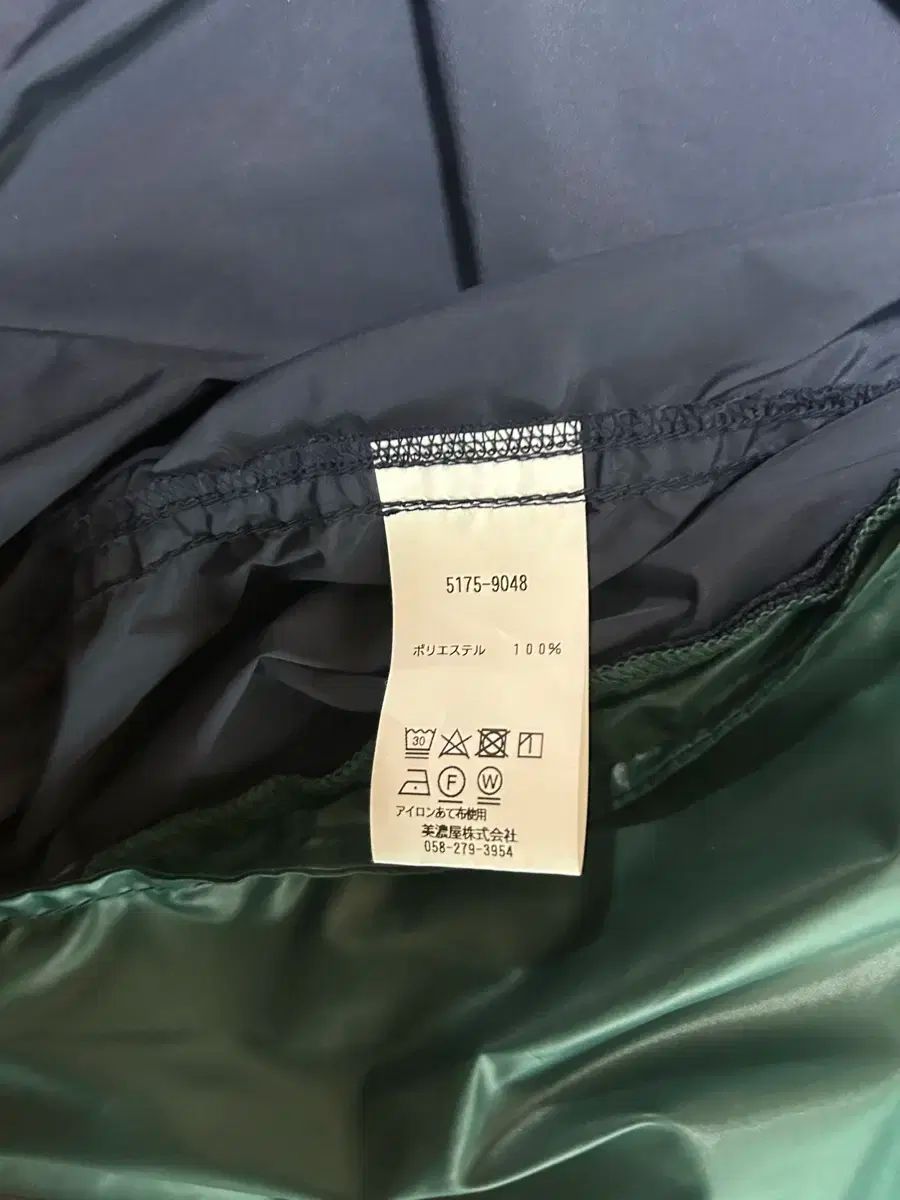 5175-9048
ポリエステル 100%
30
F W
アイロンあて布使用
美濃屋株式会社
058-279-3954